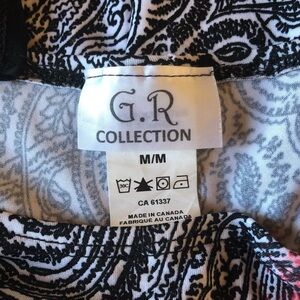 G.R
COLLECTION
M/M
CA 61337
MADE IN CANADA
FABRIQUÉ AU CANADA